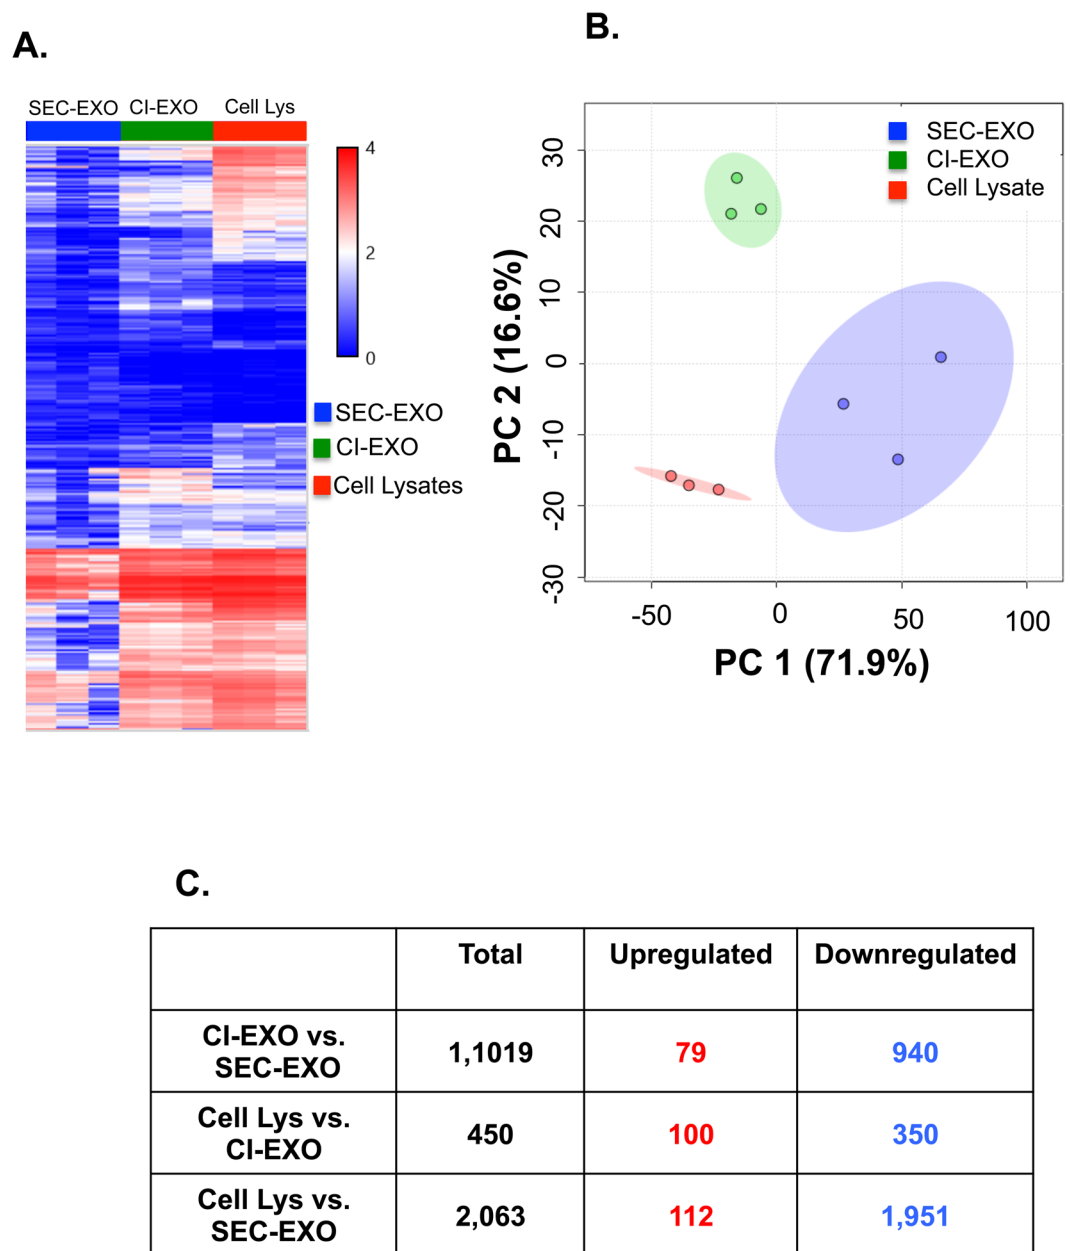 A.
SEC-EXO CI-EXO Cell Lys
4
2
0
SEC-EXO
CI-EXO
Cell Lysates
B.
SEC-EXO
CI-EXO
Cell Lysate
PC 2 (16.6%)
30
20
10
0
-10
-20
-30
-50 0 50 100
PC 1 (71.9%)
C.
Total Upregulated Downregulated
CI-EXO vs.
SEC-EXO
1,1019 79 940
Cell Lys vs.
CI-EXO
450 100 350
Cell Lys vs.
SEC-EXO
2,063 112 1,951